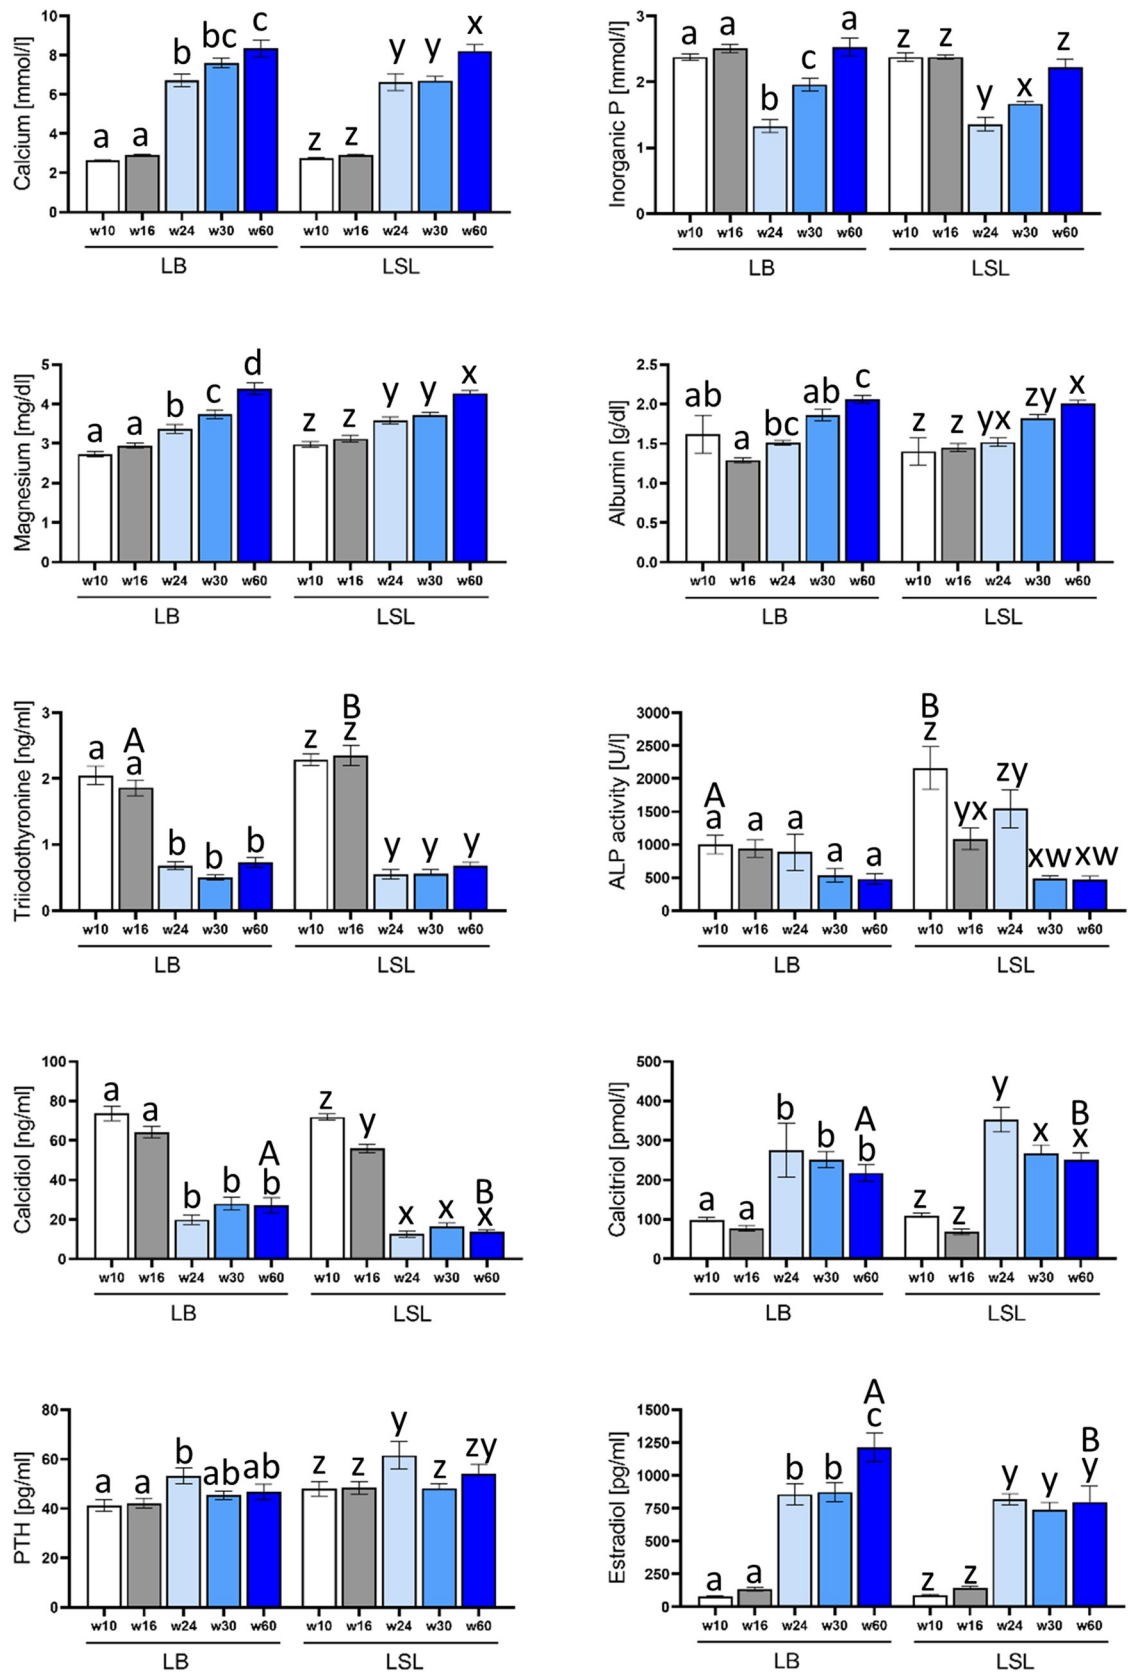 Calcium [mmol/l]
10
8
6
4
2
0
a a b bc c z z y y x
w10 w16 w24 w30 w60 w10 w16 w24 w30 w60
LB LSL
Inorganic P [mmol/l]
3
2
1
0
a a b c a z z y x z
w10 w16 w24 w30 w60 w10 w16 w24 w30 w60
LB LSL
Magnesium [mg/dl]
5
4
3
2
1
0
a a b c d z z y y x
w10 w16 w24 w30 w60 w10 w16 w24 w30 w60
LB LSL
Albumin [g/dl]
2.5
2.0
1.5
1.0
0.5
0.0
ab a bc ab c z z yx zy x
w10 w16 w24 w30 w60 w10 w16 w24 w30 w60
LB LSL
Triiodothyronine [ng/ml]
3
2
1
0
A B
a a b b b z z y y y
w10 w16 w24 w30 w60 w10 w16 w24 w30 w60
LB LSL
ALP activity [U/l]
3000
2500
2000
1500
1000
500
0
A B
a a a a a z yx zy xw xw
w10 w16 w24 w30 w60 w10 w16 w24 w30 w60
LB LSL
Calcidiol [ng/ml]
100
80
60
40
20
0
A B
a a b b b z y x x x
w10 w16 w24 w30 w60 w10 w16 w24 w30 w60
LB LSL
Calcitriol [pmol/l]
500
400
300
200
100
0
A B
a a b b b z z y x x
w10 w16 w24 w30 w60 w10 w16 w24 w30 w60
LB LSL
PTH [pg/ml]
80
60
40
20
0
a a b ab ab z z y z zy
w10 w16 w24 w30 w60 w10 w16 w24 w30 w60
LB LSL
Estradiol [pg/ml]
1500
1250
1000
750
500
250
0
A B
a a b b c z z y y y
w10 w16 w24 w30 w60 w10 w16 w24 w30 w60
LB LSL